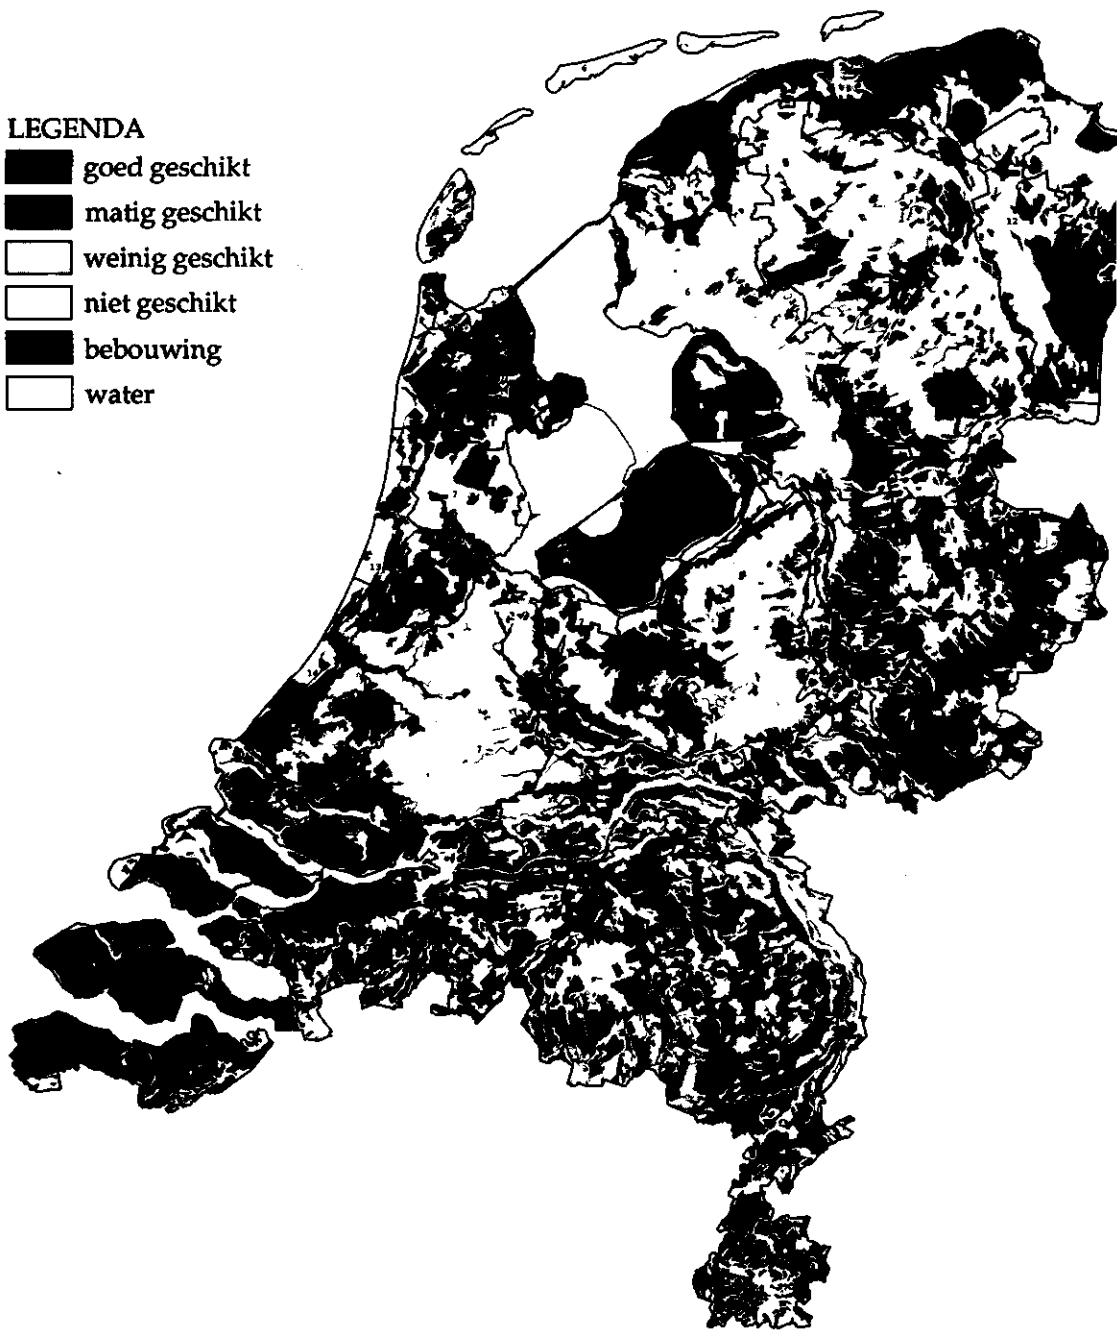 LEGENDA
goed geschikt
matig geschikt
weinig geschikt
niet geschikt
bebouwing
water